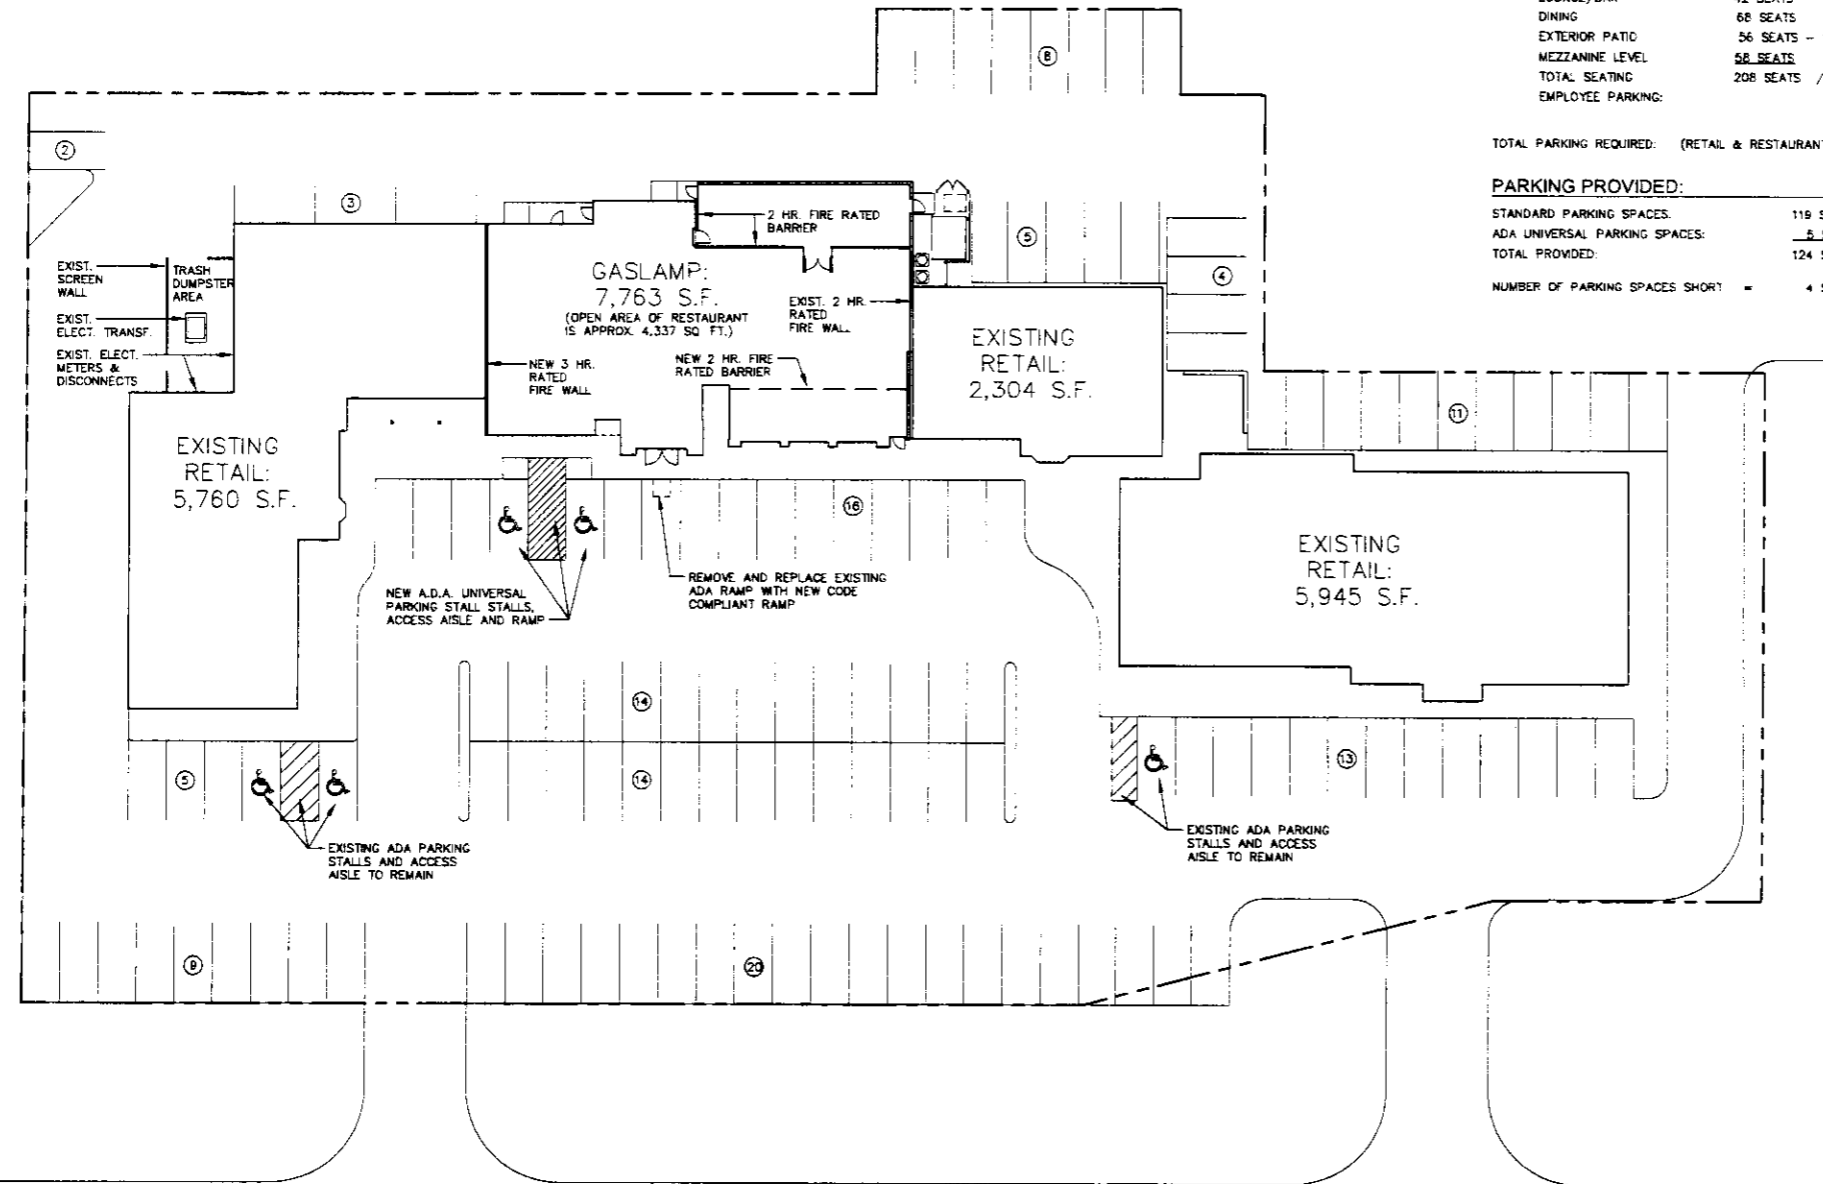 DINING 68 SEATS
EXTERIOR PATIO 56 SEATS -
MEZZANINE LEVEL 58 SEATS
TOTAL SEATING 208 SEATS /
EMPLOYEE PARKING:
TOTAL PARKING REQUIRED: (RETAIL & RESTAURANT
PARKING PROVIDED:
STANDARD PARKING SPACES. 119 S
ADA UNIVERSAL PARKING SPACES: 5
TOTAL PROVIDED: 124 S
NUMBER OF PARKING SPACES SHORT = 4 S
8
2
3
2 HR. FIRE RATED
BARRIER
5
4
EXIST.
SCREEN
WALL
TRASH
DUMPSTER
AREA
EXIST.
ELECT. TRANSF.
EXIST. ELECT.
METERS &
DISCONNECTS
GASLAMP:
7,763 S.F.
(OPEN AREA OF RESTAURANT
IS APPROX. 4,337 SQ FT.)
EXIST. 2 HR.
RATED
FIRE WALL
NEW 3 HR.
RATED
FIRE WALL
NEW 2 HR. FIRE
RATED BARRIER
EXISTING
RETAIL:
2,304 S.F.
11
EXISTING
RETAIL:
5,760 S.F.
16
NEW A.D.A. UNIVERSAL
PARKING STALL STALLS,
ACCESS AISLE AND RAMP
REMOVE AND REPLACE EXISTING
ADA RAMP WITH NEW CODE
COMPLIANT RAMP
EXISTING
RETAIL:
5,945 S.F.
14
14
5
13
EXISTING ADA PARKING
STALLS AND ACCESS
AISLE TO REMAIN
EXISTING ADA PARKING
STALLS AND ACCESS
AISLE TO REMAIN
9
20